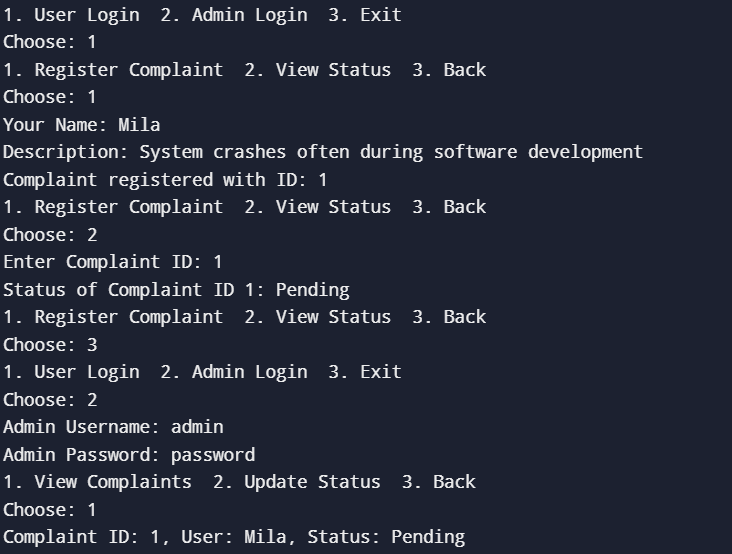 1. User Login  2. Admin Login  3. Exit
Choose: 1
1. Register Complaint  2. View Status  3. Back
Choose: 1
Your Name: Mila
Description: System crashes often during software development
Complaint registered with ID: 1
1. Register Complaint  2. View Status  3. Back
Choose: 2
Enter Complaint ID: 1
Status of Complaint ID 1: Pending
1. Register Complaint  2. View Status  3. Back
Choose: 3
1. User Login  2. Admin Login  3. Exit
Choose: 2
Admin Username: admin
Admin Password: password
1. View Complaints  2. Update Status  3. Back
Choose: 1
Complaint ID: 1, User: Mila, Status: Pending